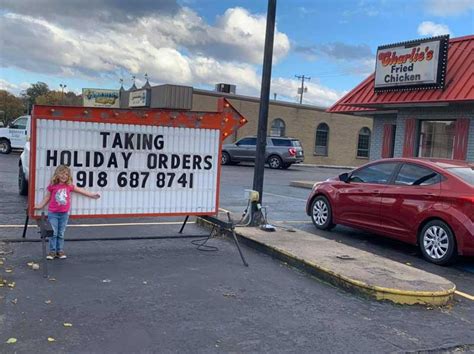 TAKING
HOLIDAY ORDERS
918 687 8741
Charlie's
Fried
Chicken